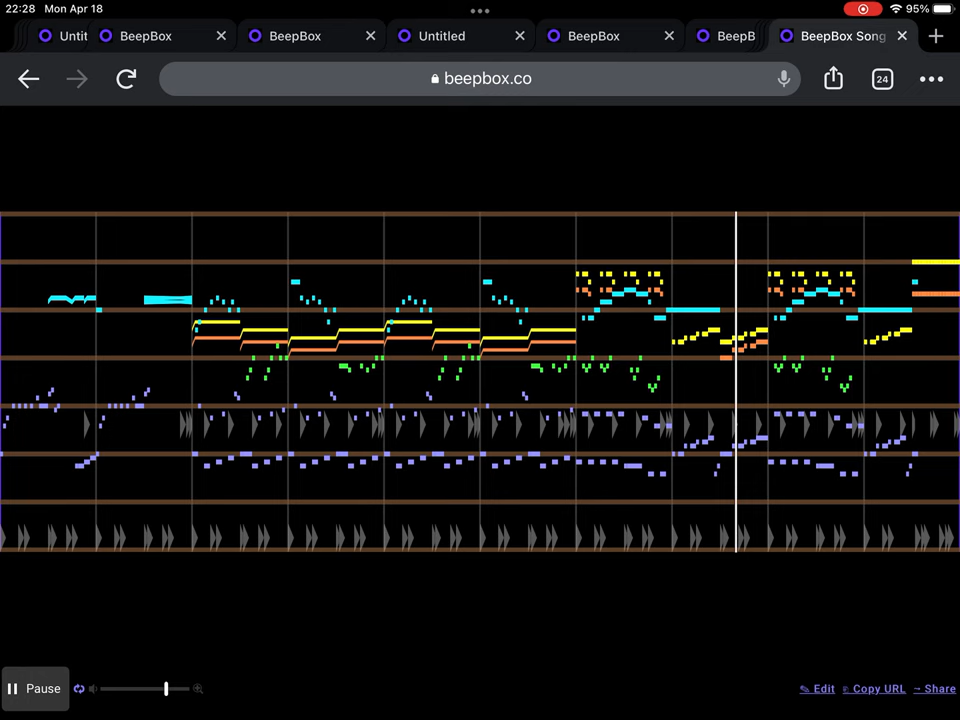 22:28 Mon Apr 18
95%
Untit
BeepBox
BeepBox
Untitled
BeepBox
BeepB
BeepBox Song
beepbox.co
24
Pause
Edit
Copy URL
Share